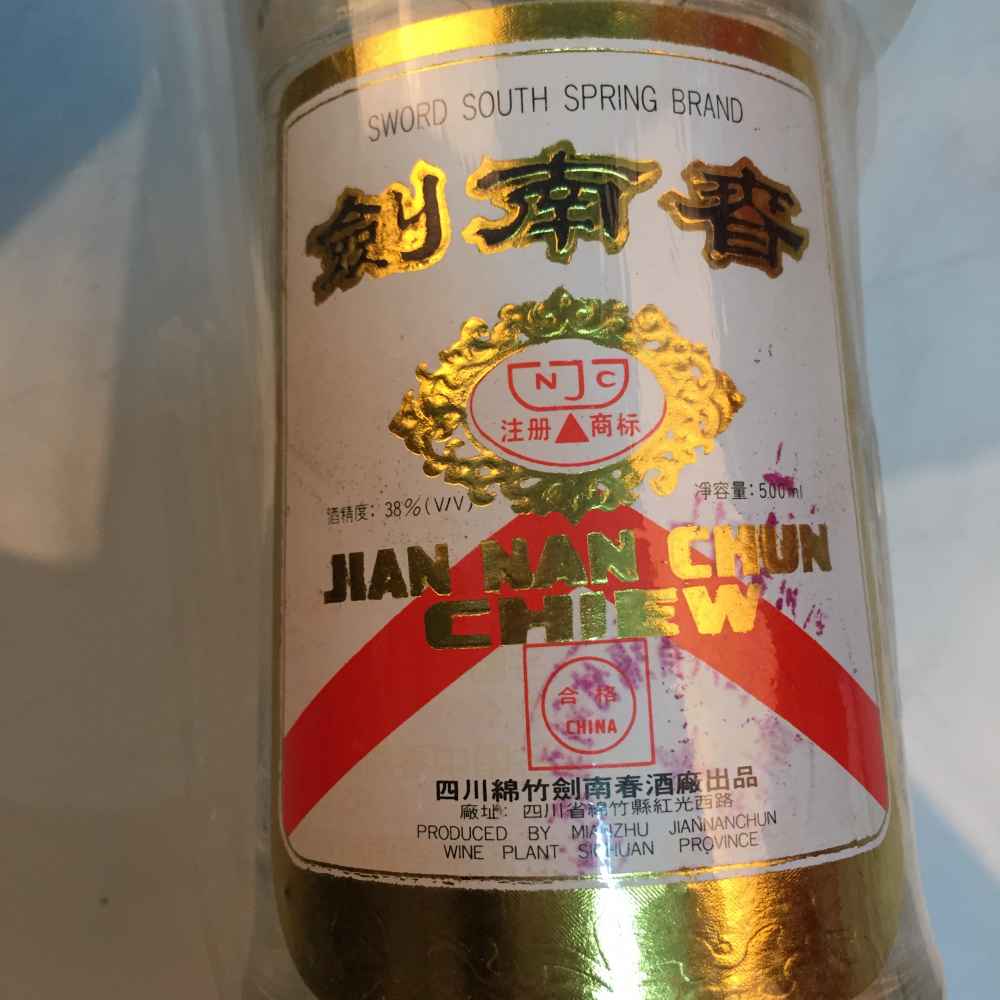 SWORD SOUTH SPRING BRAND
劍南春
NJC
注册 商标
酒精度: 38%(V/V)
淨容量: 500ml
JIAN NAN CHUN
CHIEW
合格
CHINA
四川綿竹劍南春酒廠出品
廠址: 四川省綿竹縣紅光西路
PRODUCED BY MIANZHU JIANNANCHUN
WINE PLANT SICHUAN PROVINCE